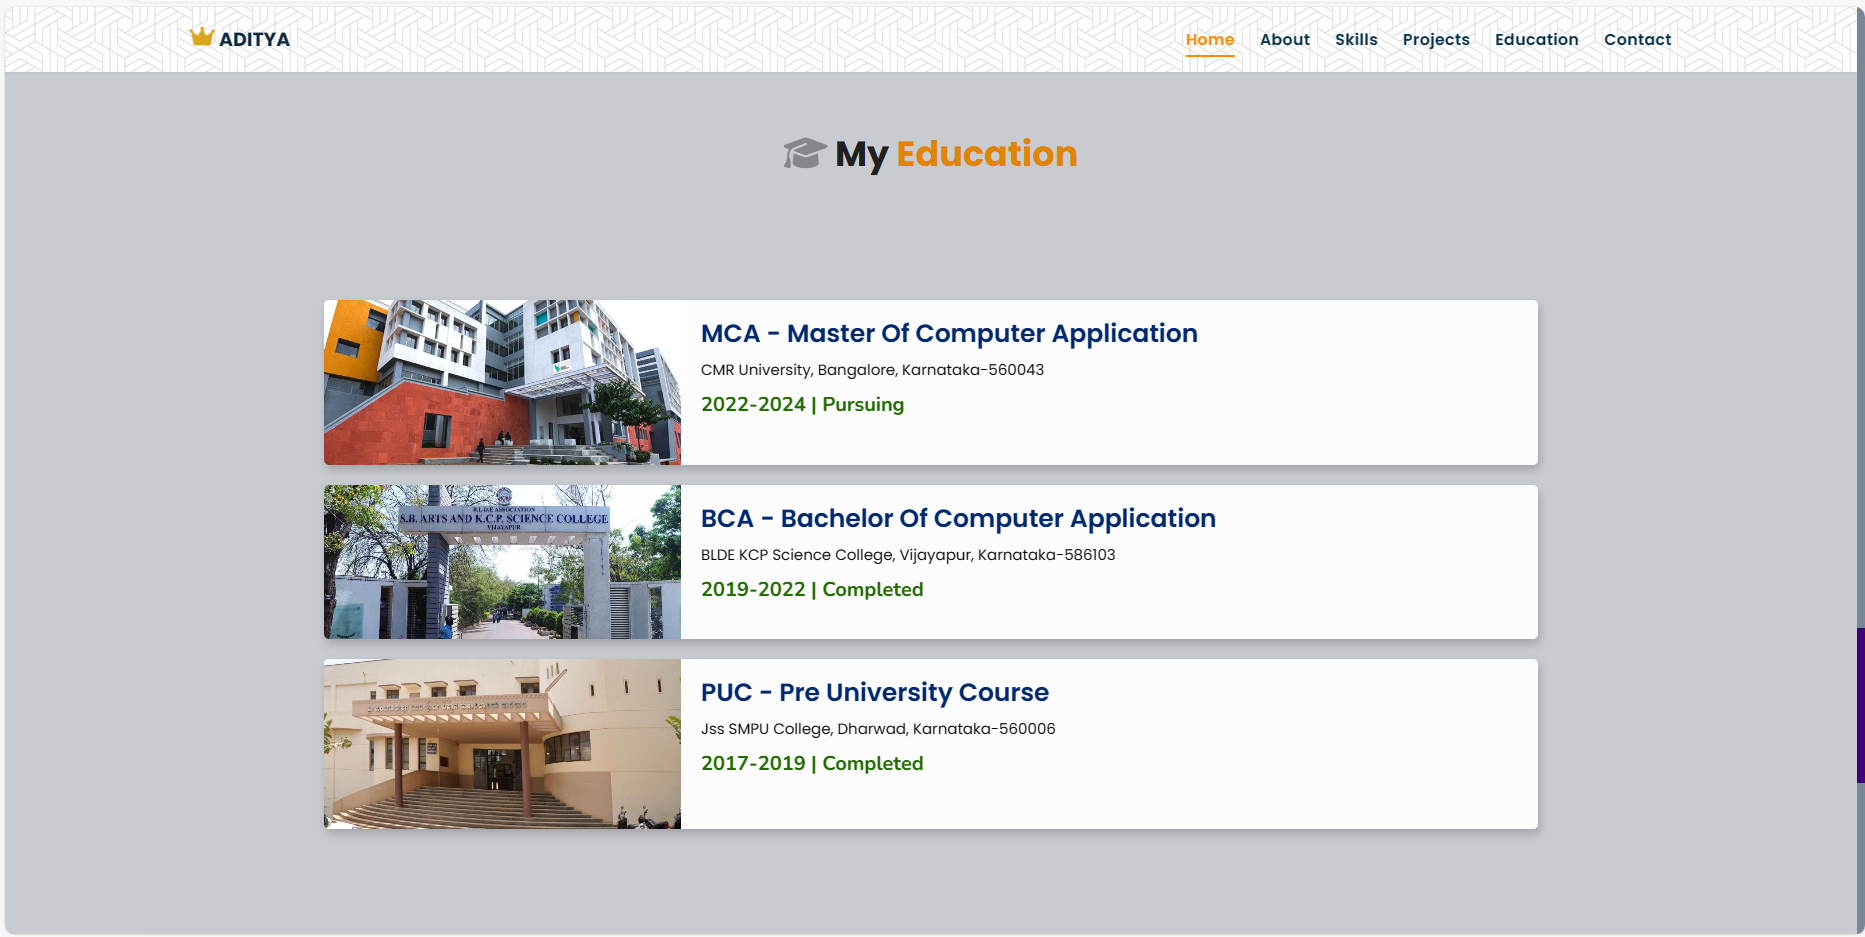 ADITYA
Home About Skills Projects Education Contact
My Education
MCA - Master Of Computer Application
CMR University, Bangalore, Karnataka-560043
2022-2024 | Pursuing
B.L.D.E. ASSOCIATION
S.B. ARTS AND K.C.P. SCIENCE COLLEGE
VIJAYAPUR
BCA - Bachelor Of Computer Application
BLDE KCP Science College, Vijayapur, Karnataka-586103
2019-2022 | Completed
PUC - Pre University Course
Jss SMPU College, Dharwad, Karnataka-560006
2017-2019 | Completed